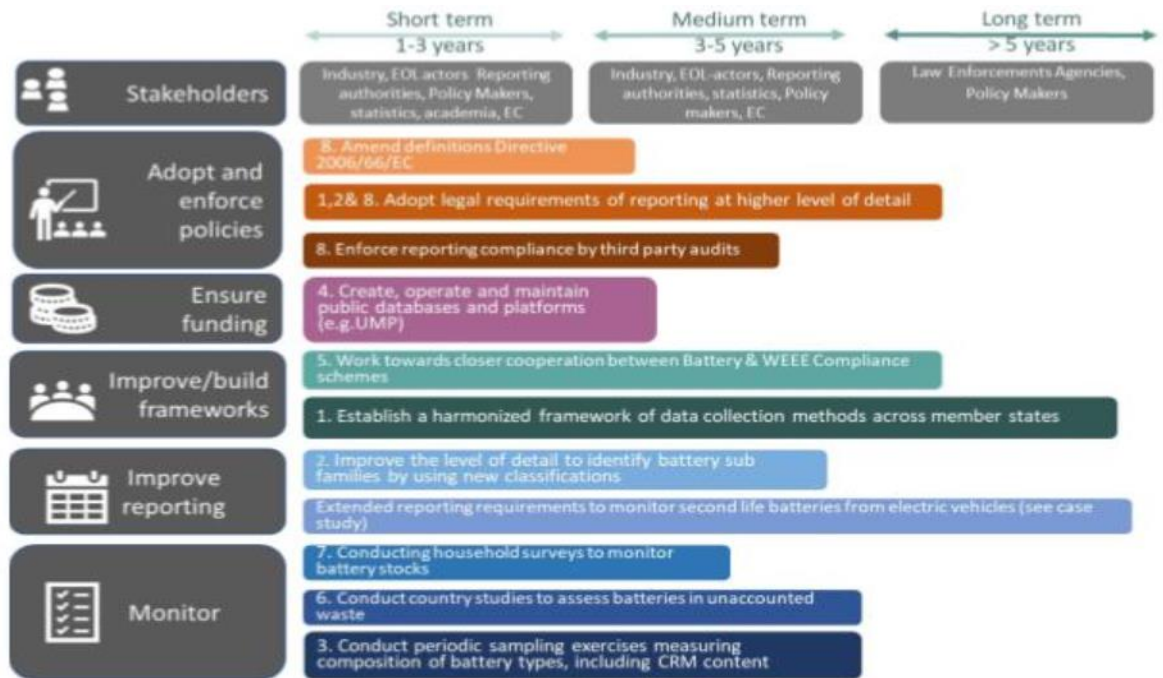 Short term
Medium term
Long term
1-3 years
3-5 years
> 5 years
Stakeholders
Industry, EOL actors Reporting
authorities, Policy Makers,
statistics, academia, EC
Industry, EOL-actors, Reporting
authorities, statistics, Policy
makers, EC
Law Enforcements Agencies,
Policy Makers
Adopt and
enforce
policies
8. Amend definitions Directive
2006/66/EC
1,2& 8. Adopt legal requirements of reporting at higher level of detail
8. Enforce reporting compliance by third party audits
Ensure
funding
4. Create, operate and maintain
public databases and platforms
(e.g.UMP)
Improve/build
frameworks
5. Work towards closer cooperation between Battery & WEEE Compliance
schemes
1. Establish a harmonized framework of data collection methods across member states
Improve
reporting
2. Improve the level of detail to identify battery sub
families by using new classifications
Extended reporting requirements to monitor second life batteries from electric vehicles (see case
study)
Monitor
7. Conducting household surveys to monitor
battery stocks
6. Conduct country studies to assess batteries in unaccounted
waste
3. Conduct periodic sampling exercises measuring
composition of battery types, including CRM content